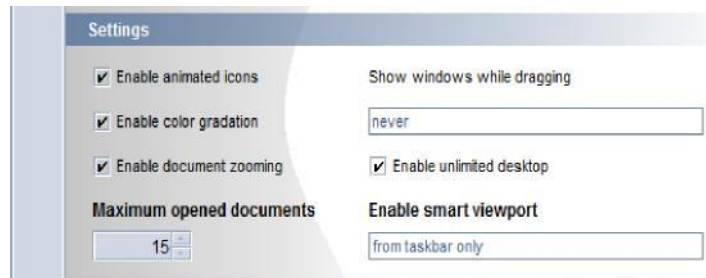 Settings
Enable animated icons
Show windows while dragging
Enable color gradation
never
Enable document zooming
Enable unlimited desktop
Maximum opened documents
Enable smart viewport
15
from taskbar only